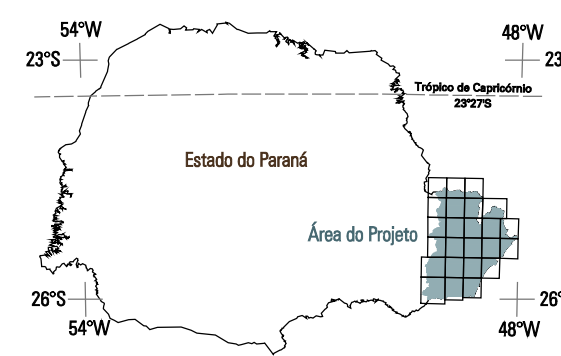 54°W
48°W
23°S
23
Trópico de Capricórnio
23°27'S
Estado do Paraná
Área do Projeto
26°S
26°
54°W
48°W